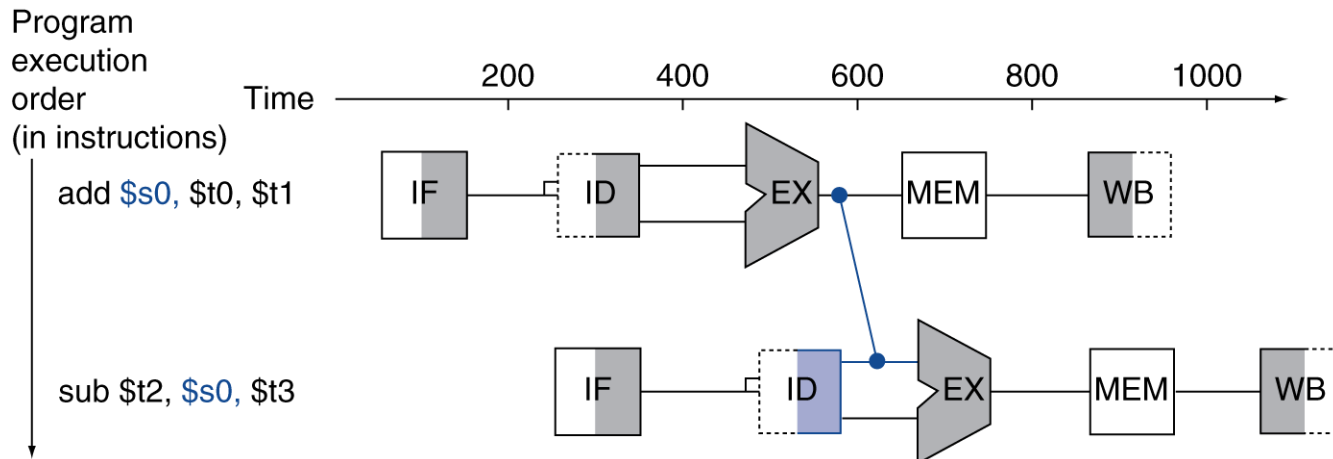 Program
execution
order
(in instructions)
Time
200 400 600 800 1000
add $s0, $t0, $t1
IF ID EX MEM WB
sub $t2, $s0, $t3
IF ID EX MEM WB